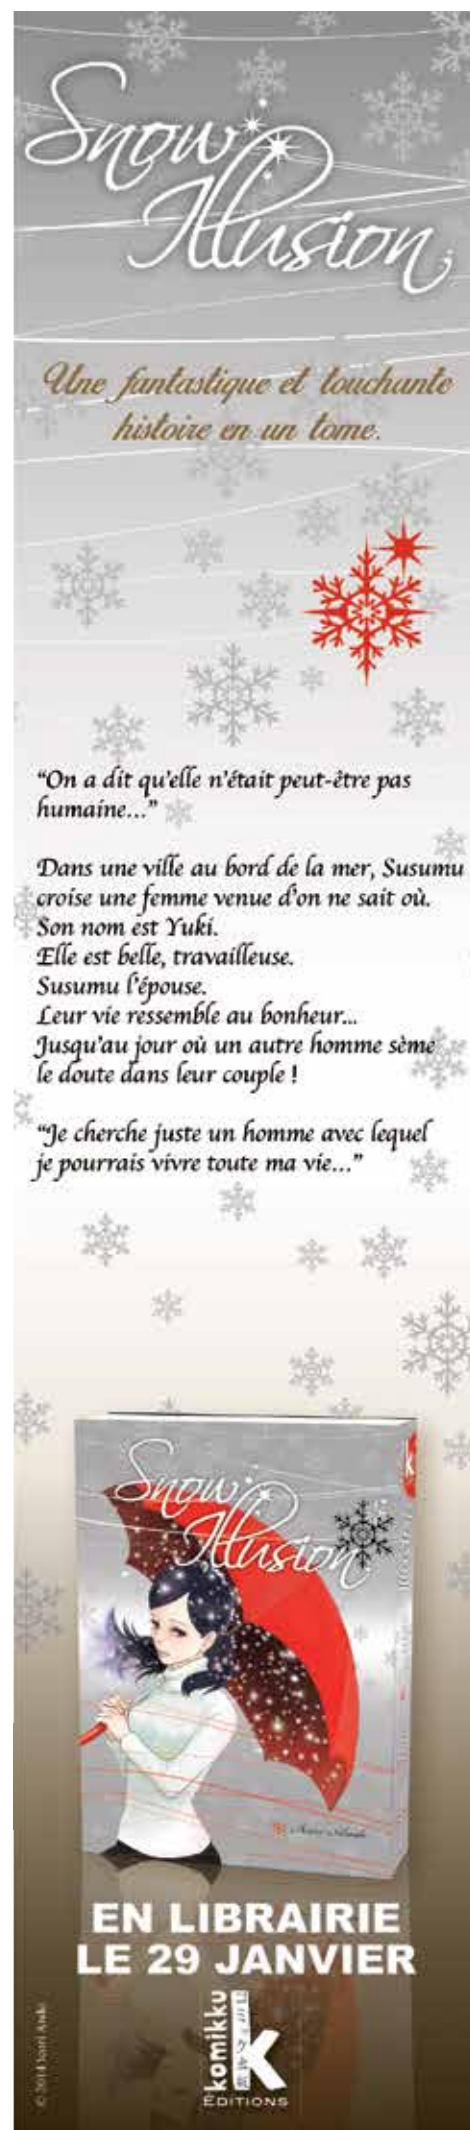 Snow
Illusion
Une fantastique et touchante
histoire en un tome.
“On a dit qu’elle n’était peut-être pas
humaine...”
Dans une ville au bord de la mer, Susumu
croise une femme venue d’on ne sait où.
Son nom est Yuki.
Elle est belle, travailleuse.
Susumu l’épouse.
Leur vie ressemble au bonheur...
Jusqu’au jour où un autre homme sème
le doute dans leur couple !
“Je cherche juste un homme avec lequel
je pourrais vivre toute ma vie...”
Snow
Illusion
k
EN LIBRAIRIE
LE 29 JANVIER
komikku
k
EDITIONS